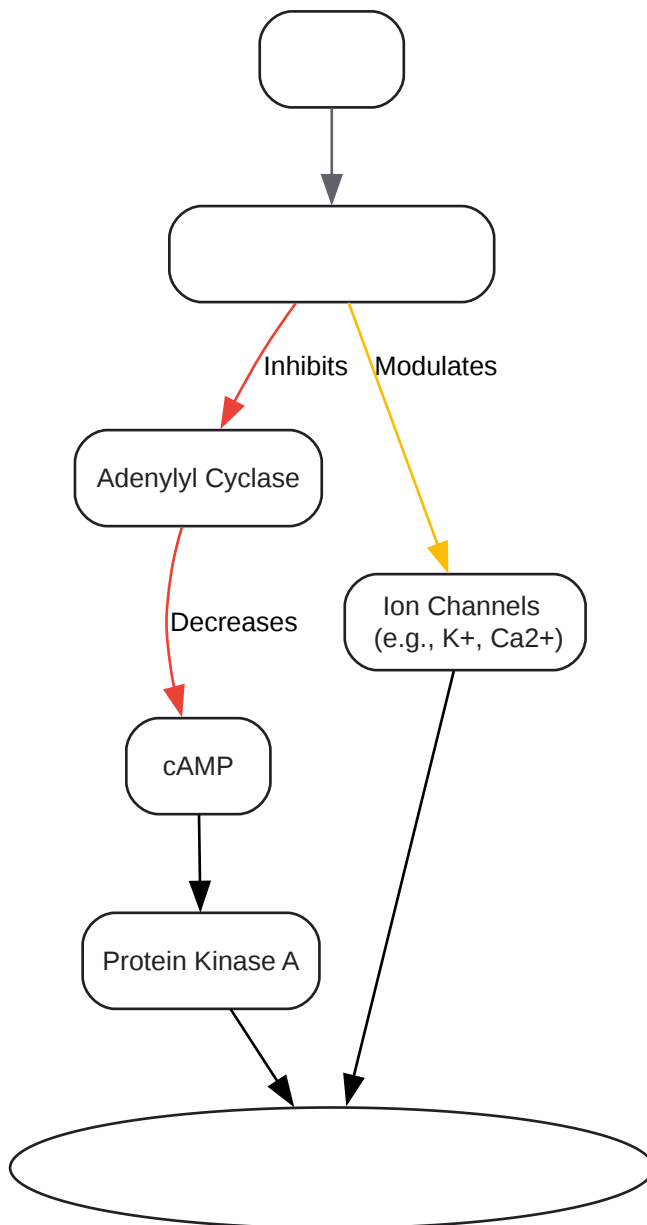 Inhibits
Modulates
Adenylyl Cyclase
Ion Channels
(e.g., K+, Ca2+)
Decreases
cAMP
Protein Kinase A